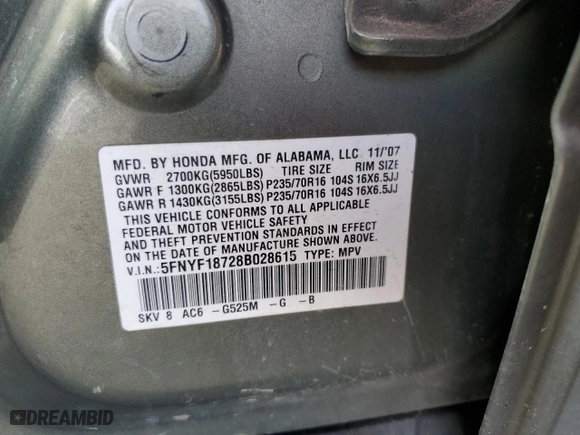 MFD. BY HONDA MFG. OF ALABAMA, LLC 11/'07
GVWR 2700KG(5950LBS) TIRE SIZE RIM SIZE
GAWR F 1300KG(2865LBS) P235/70R16 104S 16X6.5JJ
GAWR R 1430KG(3155LBS) P235/70R16 104S 16X6.5JJ
THIS VEHICLE CONFORMS TO ALL APPLICABLE
FEDERAL MOTOR VEHICLE SAFETY
AND THEFT PREVENTION STANDARDS IN EFFECT
ON THE DATE OF MANUFACTURE SHOWN ABOVE.
V.I.N.: 5FNYF18728B028615 TYPE: MPV
SKV 8 AC6 -G525M -G -B
DREAMBID